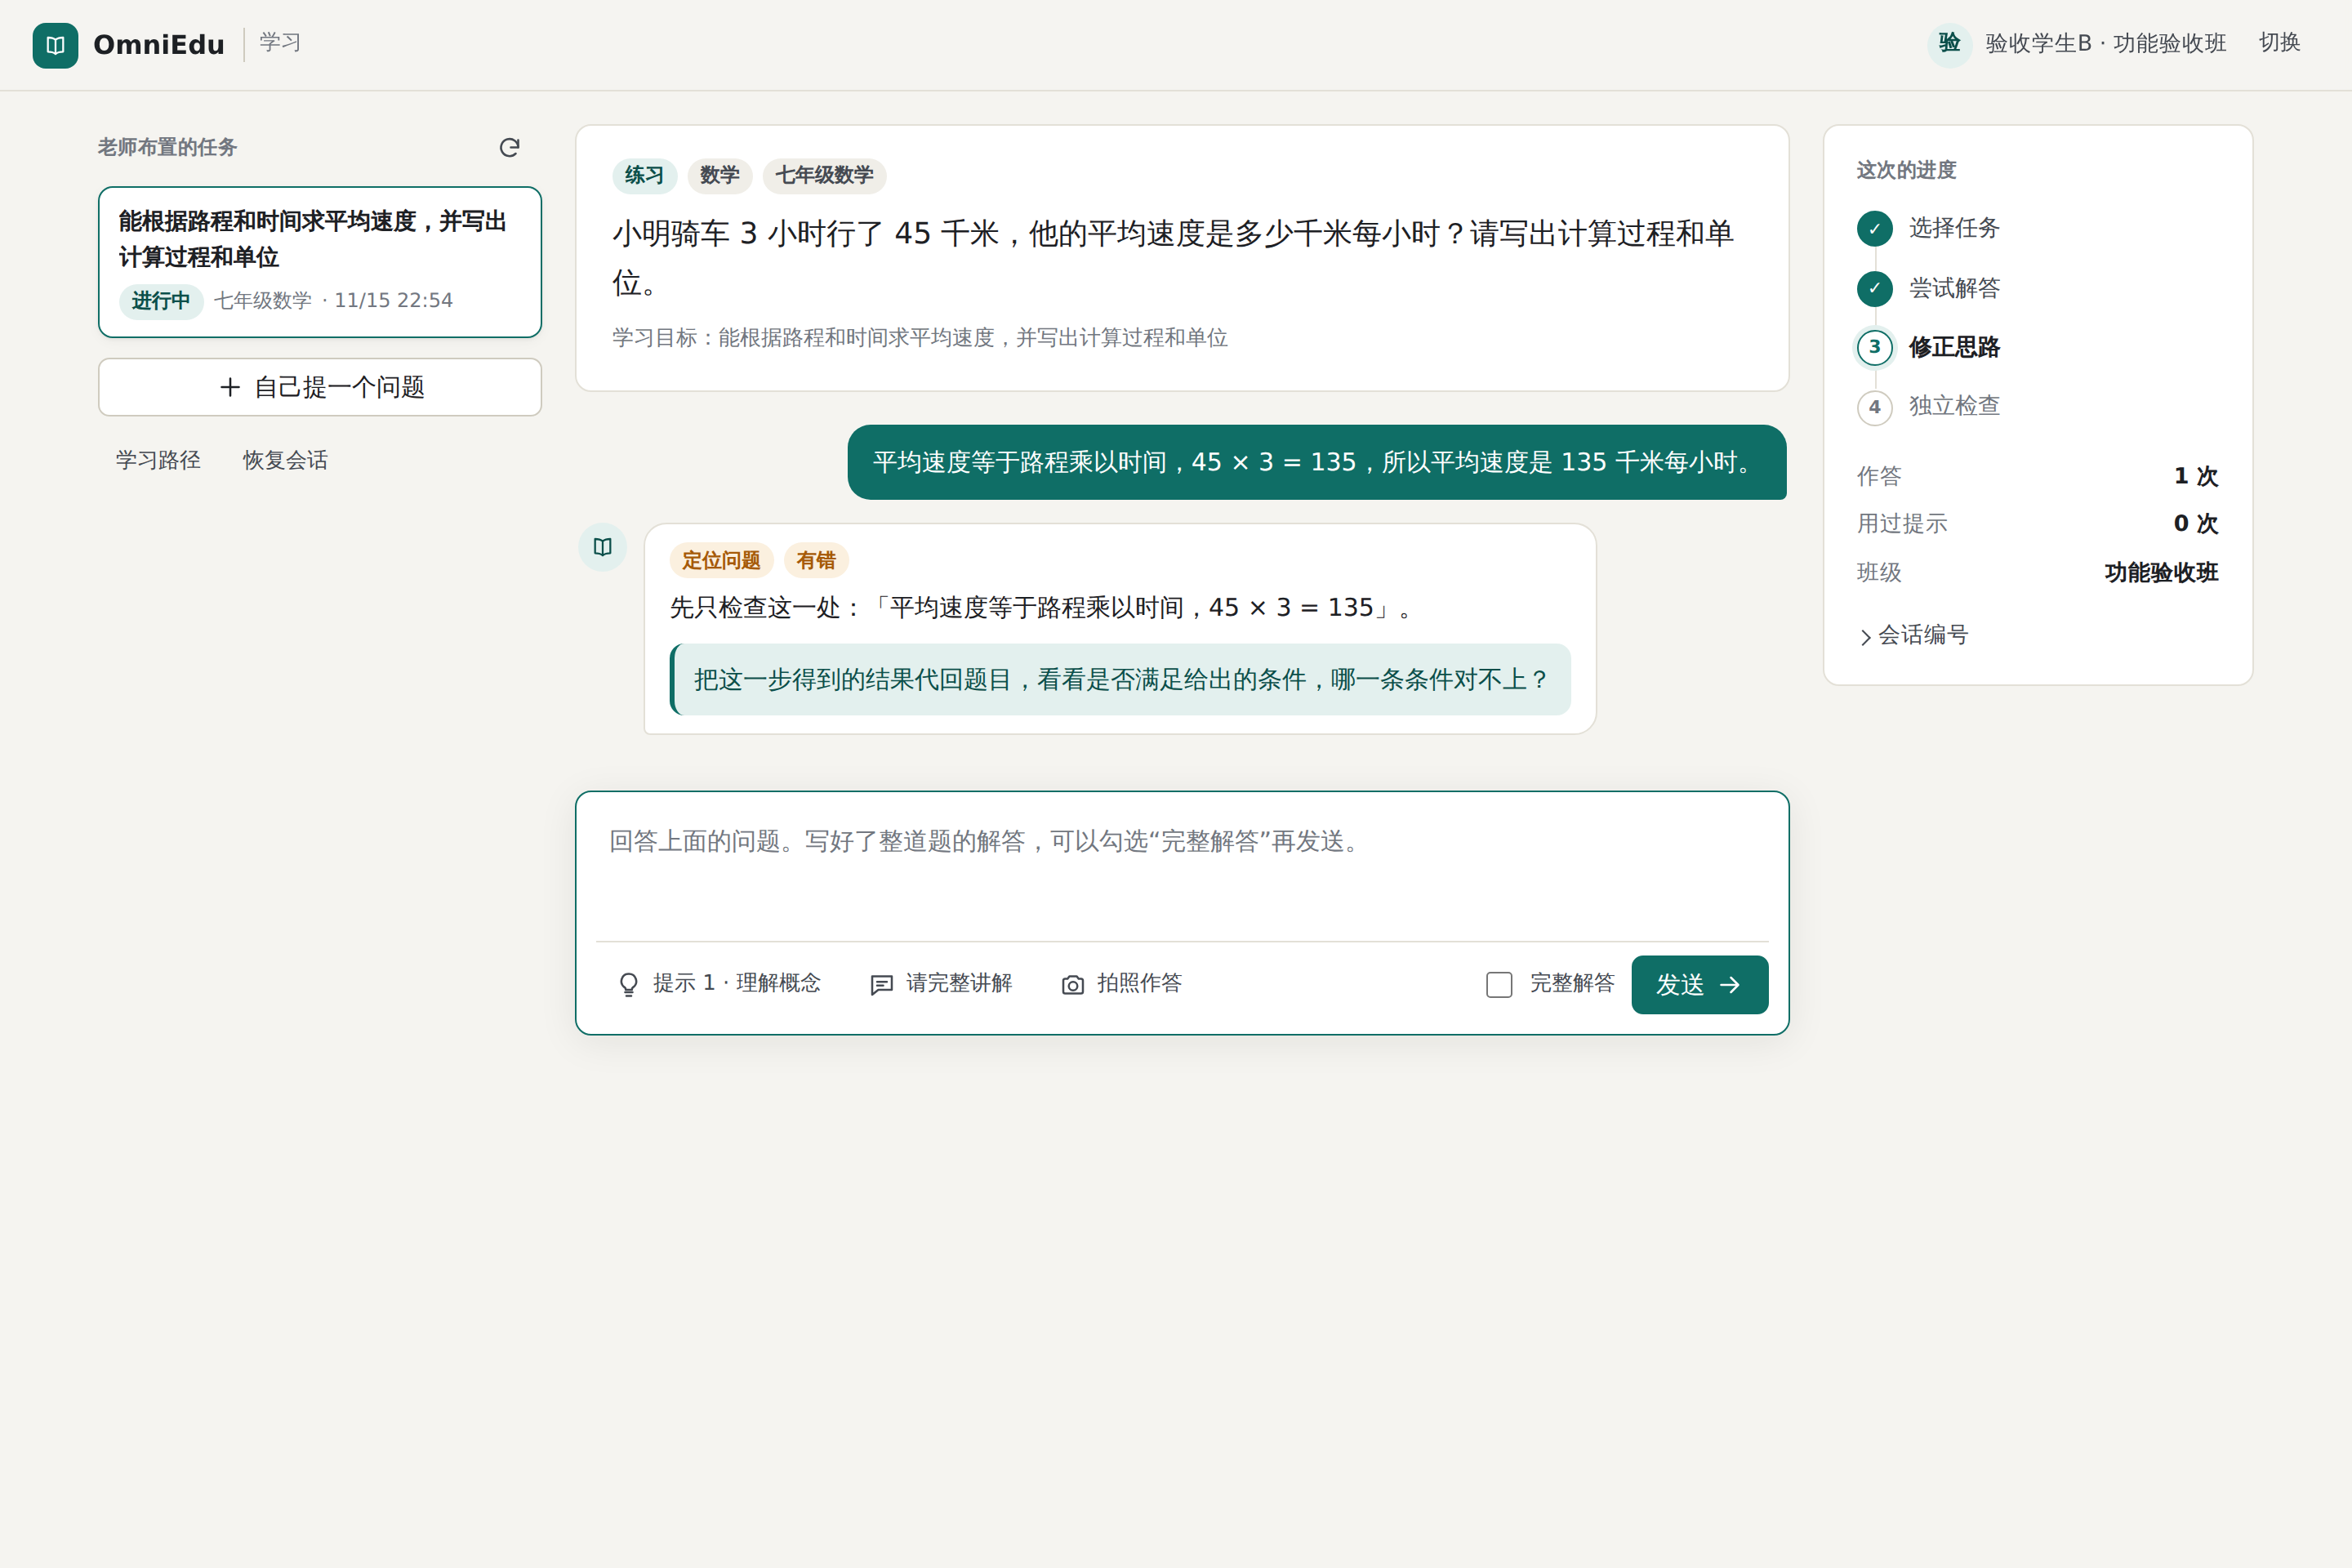 OmniEdu
学习
验
验收学生B · 功能验收班
切换
老师布置的任务
能根据路程和时间求平均速度，并写出
计算过程和单位
进行中 七年级数学 · 11/15 22:54
自己提一个问题
学习路径 恢复会话
练习 数学 七年级数学
小明骑车 3 小时行了 45 千米，他的平均速度是多少千米每小时？请写出计算过程和单
位。
学习目标：能根据路程和时间求平均速度，并写出计算过程和单位
平均速度等于路程乘以时间，45 × 3 = 135，所以平均速度是 135 千米每小时。
定位问题 有错
先只检查这一处：「平均速度等于路程乘以时间，45 × 3 = 135」。
把这一步得到的结果代回题目，看看是否满足给出的条件，哪一条条件对不上？
回答上面的问题。写好了整道题的解答，可以勾选“完整解答”再发送。
提示 1 · 理解概念 请完整讲解 拍照作答 完整解答 发送
这次的进度
✓ 选择任务
✓ 尝试解答
3 修正思路
4 独立检查
作答 1 次
用过提示 0 次
班级 功能验收班
会话编号